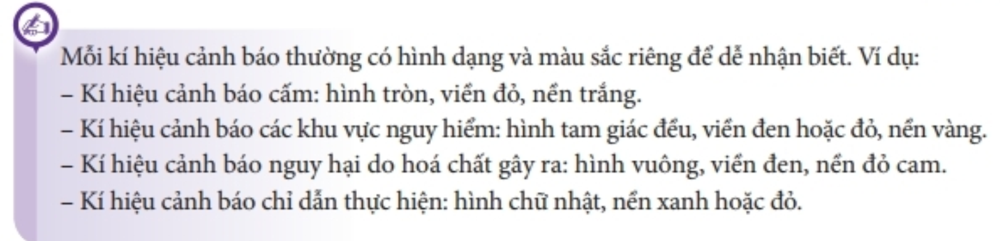 Mỗi kí hiệu cảnh báo thường có hình dạng và màu sắc riêng để dễ nhận biết. Ví dụ:
– Kí hiệu cảnh báo cấm: hình tròn, viền đỏ, nền trắng.
– Kí hiệu cảnh báo các khu vực nguy hiểm: hình tam giác đều, viền đen hoặc đỏ, nền vàng.
– Kí hiệu cảnh báo nguy hại do hoá chất gây ra: hình vuông, viền đen, nền đỏ cam.
– Kí hiệu cảnh báo chỉ dẫn thực hiện: hình chữ nhật, nền xanh hoặc đỏ.